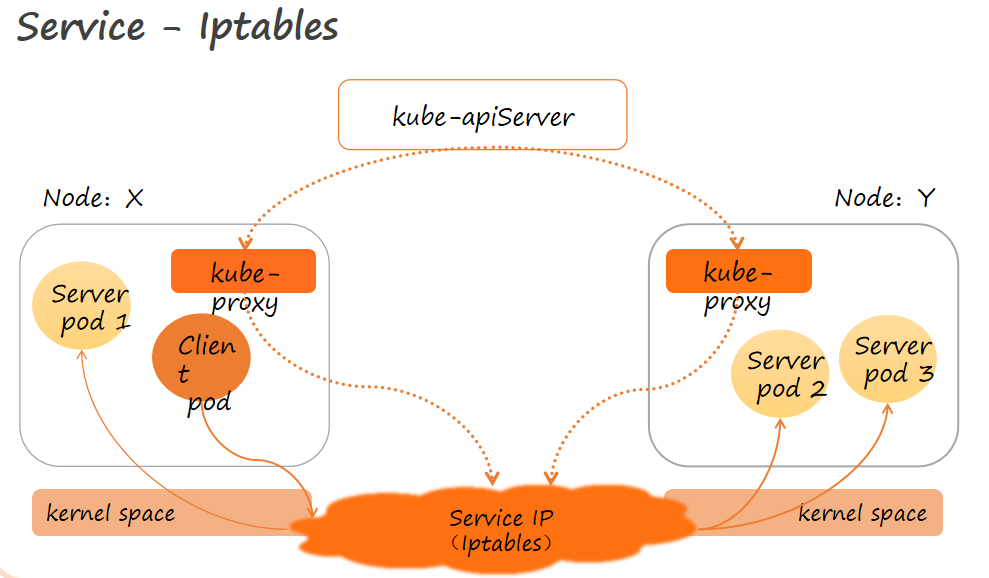 Service - Iptables
kube-apiServer
Node：X
Node：Y
kube-
proxy
kube-
proxy
Server
pod 1
Clien
t
pod
Server
pod 2
Server
pod 3
kernel space
Service IP
（Iptables）
kernel space